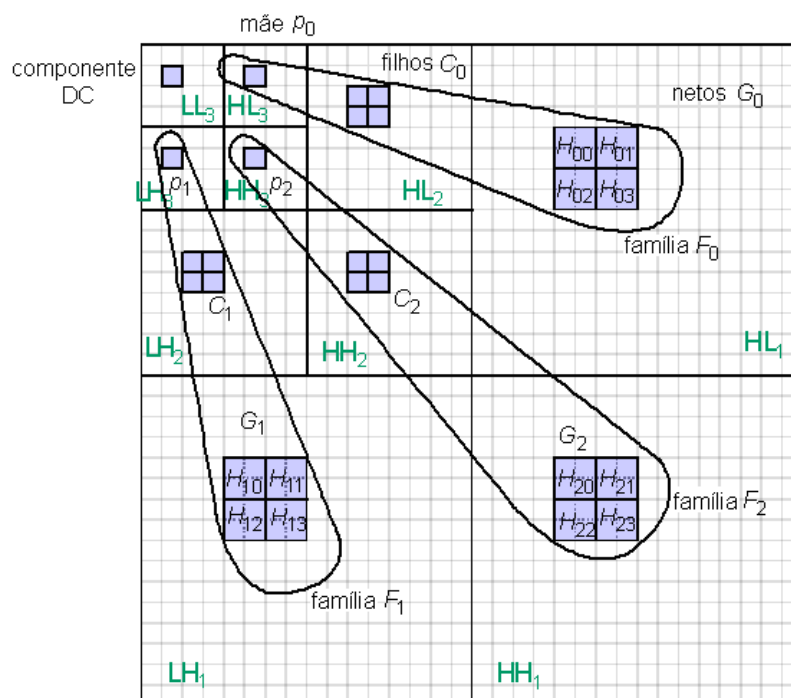 mãe p0
componente
DC
filhos C0
netos G0
LL3
HL3
H00 H01
H02 H03
LH3
p1
HH3
p2
HL2
família F0
C1
C2
LH2
HH2
HL1
G1
G2
H10 H11
H12 H13
H20 H21
H22 H23
família F2
família F1
LH1
HH1